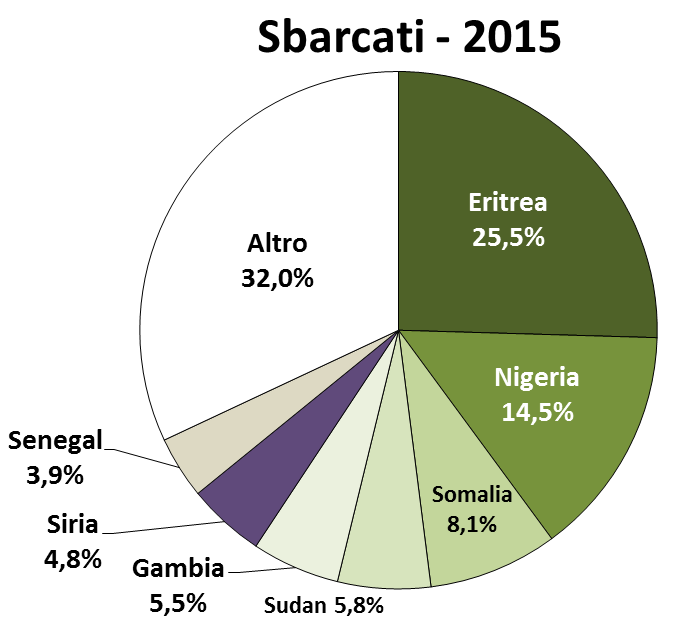 Sbarcati - 2015
Eritrea
25,5%
Nigeria
14,5%
Somalia
8,1%
Sudan 5,8%
Gambia
5,5%
Siria
4,8%
Senegal
3,9%
Altro
32,0%